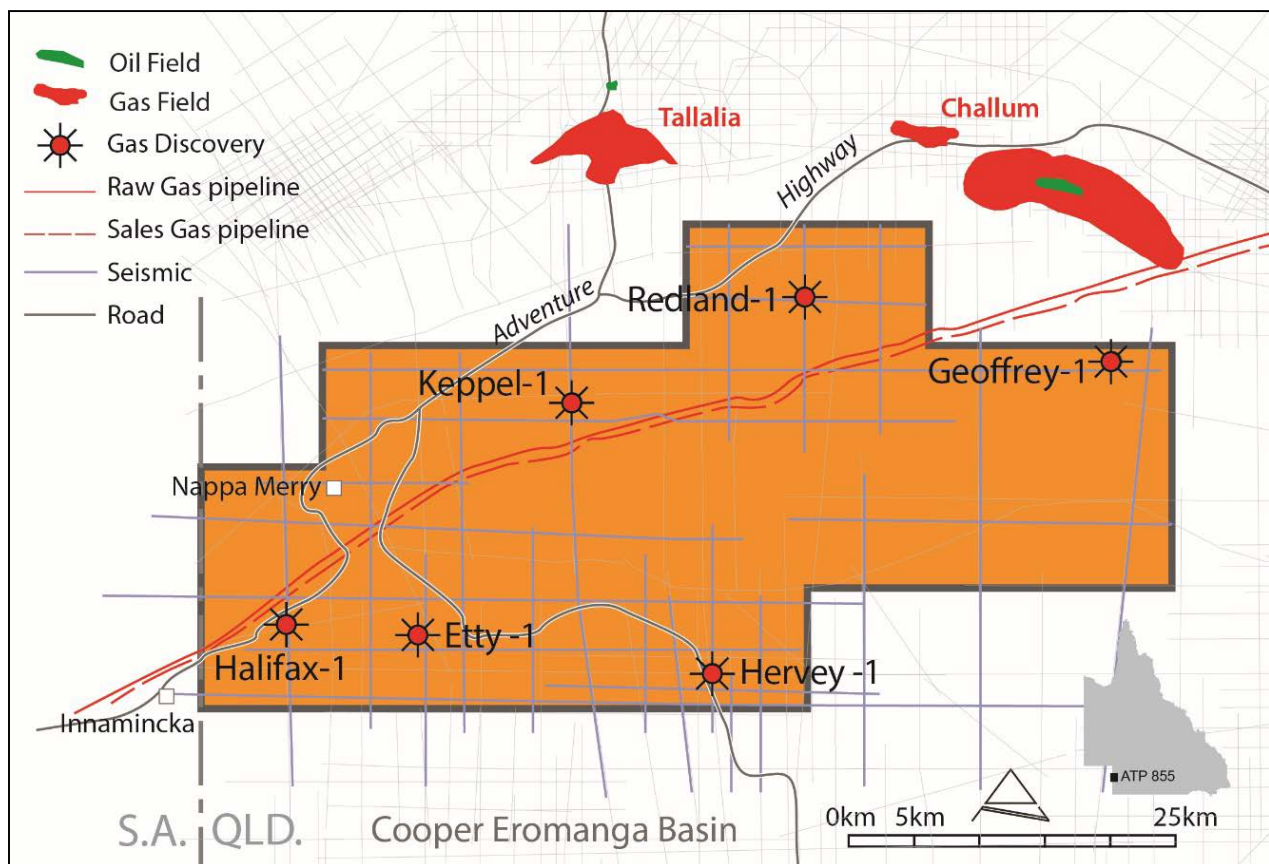 Oil Field
Gas Field
Gas Discovery
Raw Gas pipeline
Sales Gas pipeline
Seismic
Road
Tallalia
Challum
Highway
Adventure
Redland-1
Keppel-1
Geoffrey-1
Nappa Merry
Halifax-1
Etty -1
Hervey -1
Innamincka
ATP 855
S.A. QLD.
Cooper Eromanga Basin
0km 5km 25km